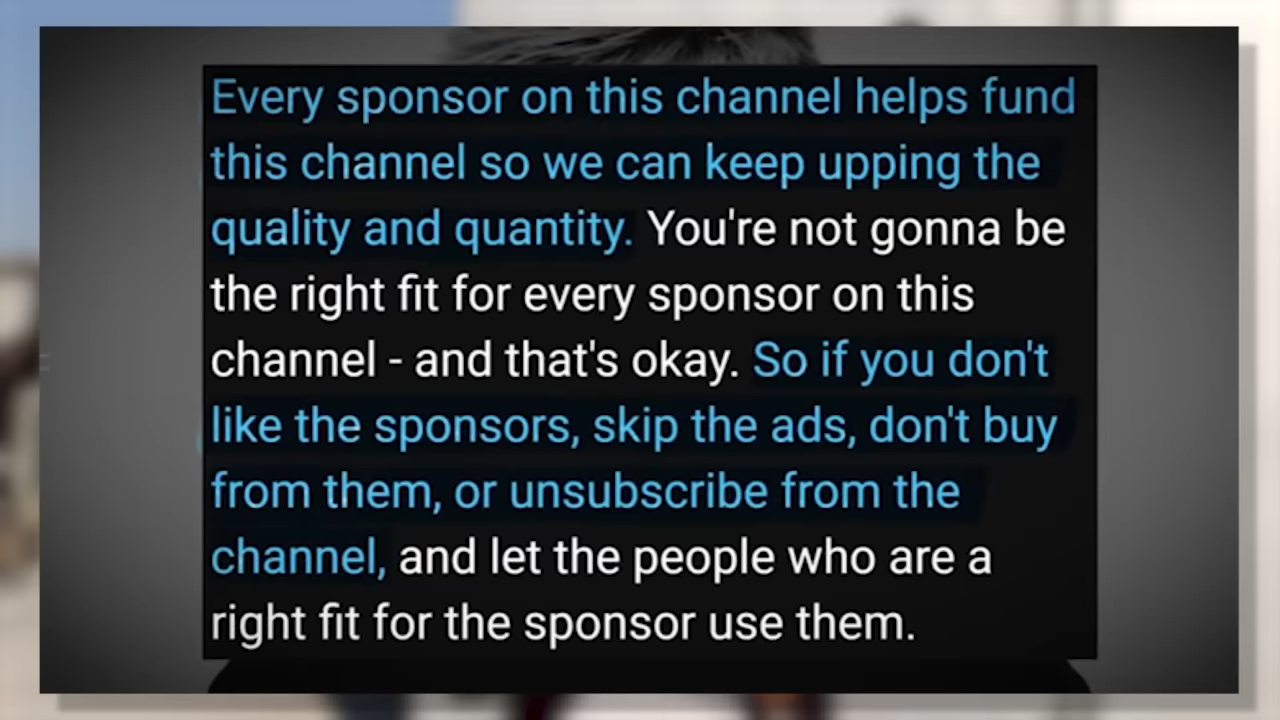 Every sponsor on this channel helps fund
this channel so we can keep upping the
quality and quantity. You're not gonna be
the right fit for every sponsor on this
channel - and that's okay. So if you don't
like the sponsors, skip the ads, don't buy
from them, or unsubscribe from the
channel, and let the people who are a
right fit for the sponsor use them.